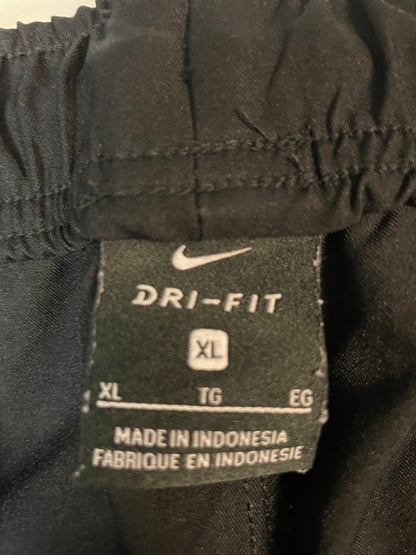 DRI-FIT
XL
XL TG EG
MADE IN INDONESIA
FABRIQUE EN INDONESIE